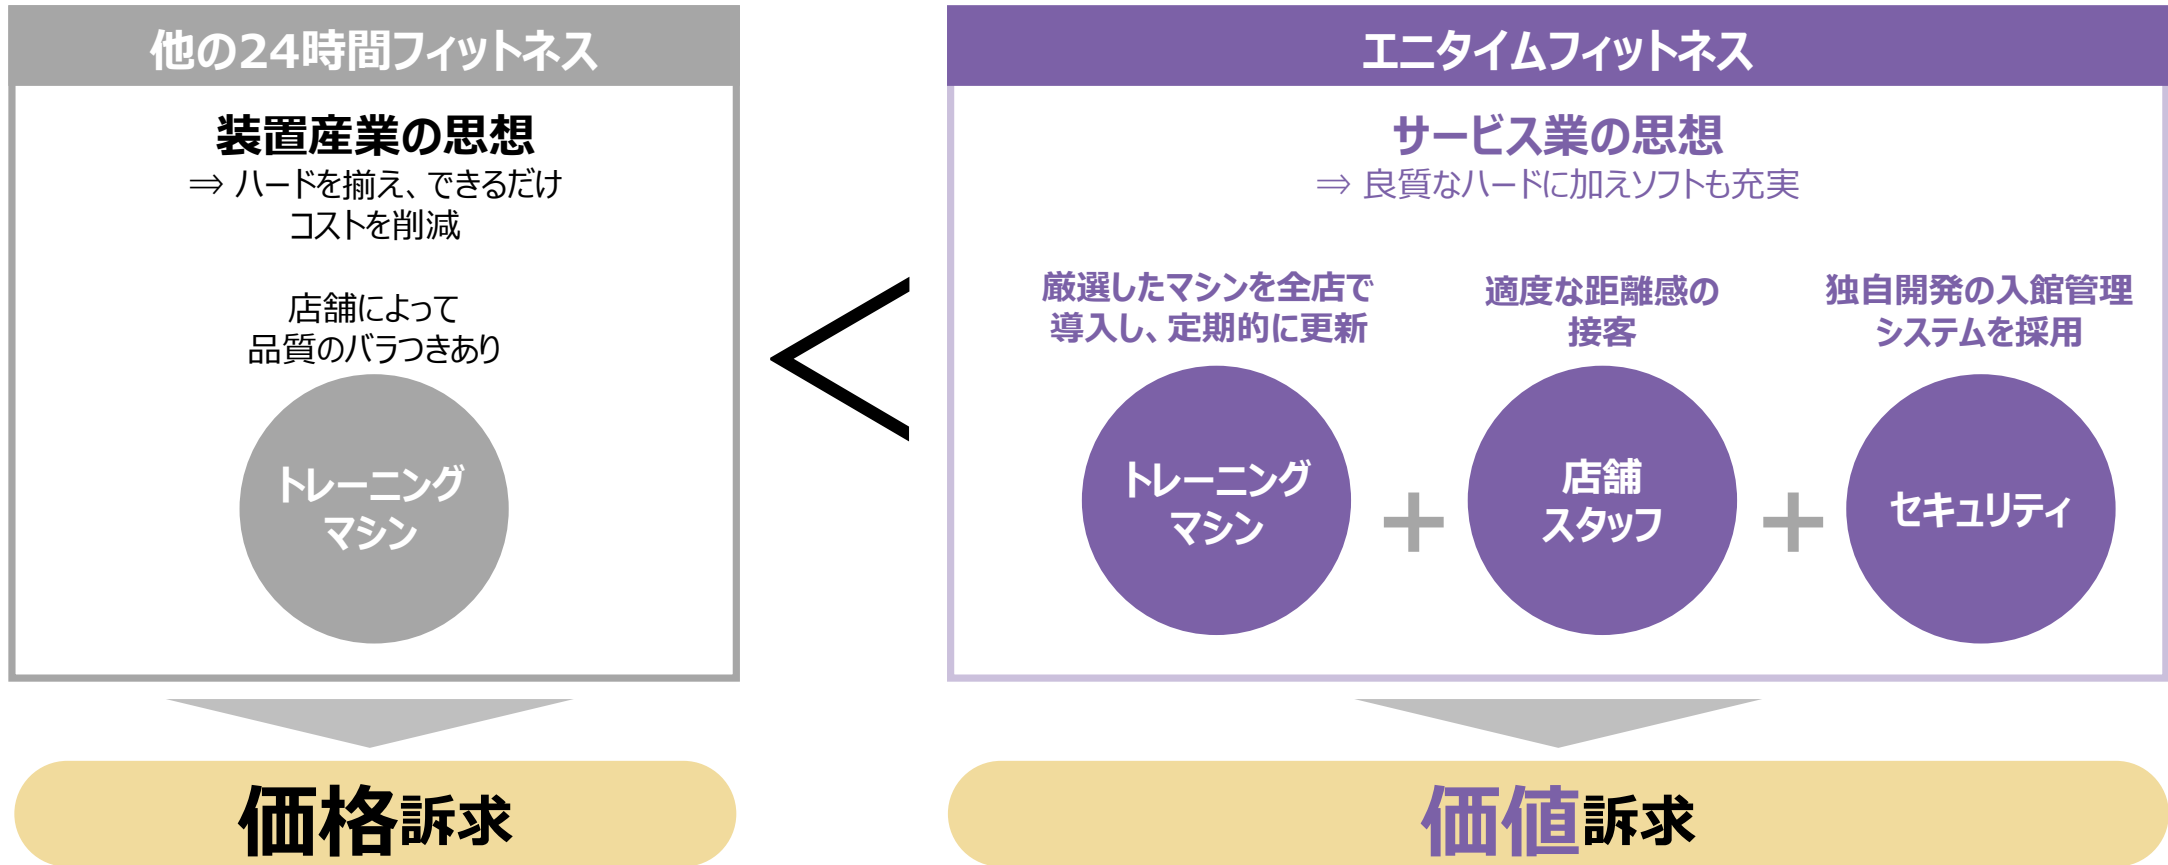 他の24時間フィットネス
装置産業の思想
⇒ ハードを揃え、できるだけ
コストを削減
店舗によって
品質のバラつきあり
トレーニング
マシン
価格訴求
＜
エニタイムフィットネス
サービス業の思想
⇒ 良質なハードに加えソフトも充実
厳選したマシンを全店で
導入し、定期的に更新
トレーニング
マシン
＋
適度な距離感の
接客
店舗
スタッフ
＋
独自開発の入館管理
システムを採用
セキュリティ
価値訴求